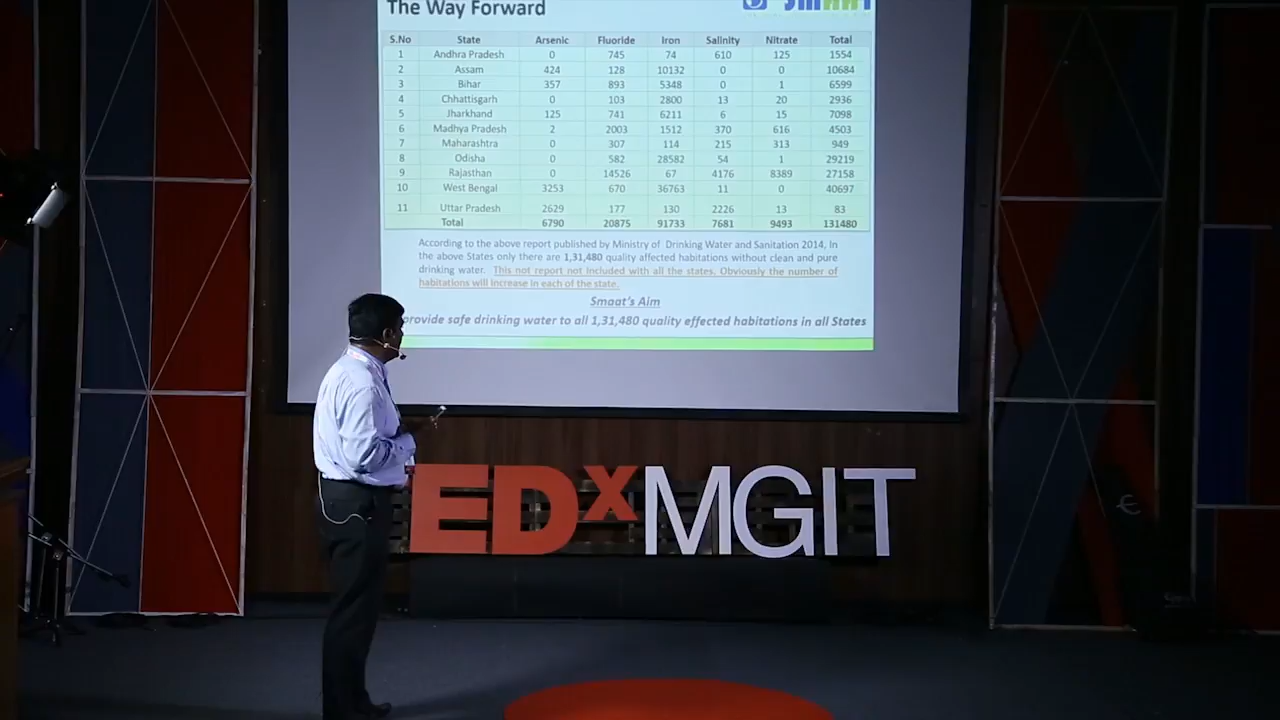 The Way Forward
S.No State Arsenic Fluoride Iron Salinity Nitrate Total
1 Andhra Pradesh 0 745 74 610 125 1554
2 Assam 424 128 10132 0 0 10684
3 Bihar 357 893 5348 0 1 6599
4 Chhattisgarh 0 103 2800 13 20 2936
5 Jharkhand 125 741 6211 6 15 7098
6 Madhya Pradesh 2 2003 1512 370 616 4503
7 Maharashtra 0 307 114 215 313 949
8 Odisha 0 582 28582 54 1 29219
9 Rajasthan 0 14526 67 4176 8389 27158
10 West Bengal 3253 670 36763 11 0 40697
11 Uttar Pradesh 2629 177 130 2226 13 83
Total 6790 20875 91733 7681 9493 131480
According to the above report published by Ministry of Drinking Water and Sanitation 2014, In
the above States only there are 1,31,480 quality affected habitations without clean and pure
drinking water. This not report not included with all the states. Obviously the number of
habitations will increase in each of the state.
Smaat's Aim
provide safe drinking water to all 1,31,480 quality effected habitations in all States
EDx MGIT